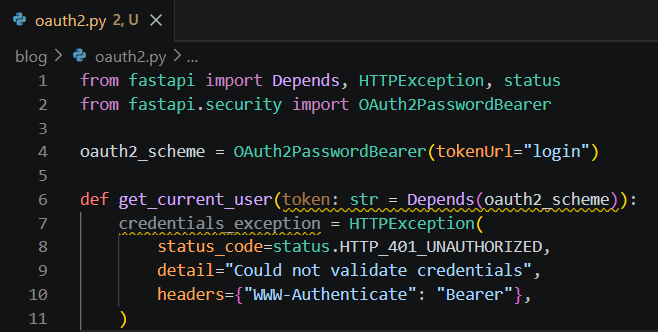 oauth2.py 2, U ×
blog > oauth2.py > ...
1 from fastapi import Depends, HTTPException, status
2 from fastapi.security import OAuth2PasswordBearer
3
4 oauth2_scheme = OAuth2PasswordBearer(tokenUrl="login")
5
6 def get_current_user(token: str = Depends(oauth2_scheme)):
7     credentials_exception = HTTPException(
8         status_code=status.HTTP_401_UNAUTHORIZED,
9         detail="Could not validate credentials",
10         headers={"WWW-Authenticate": "Bearer"},
11     )